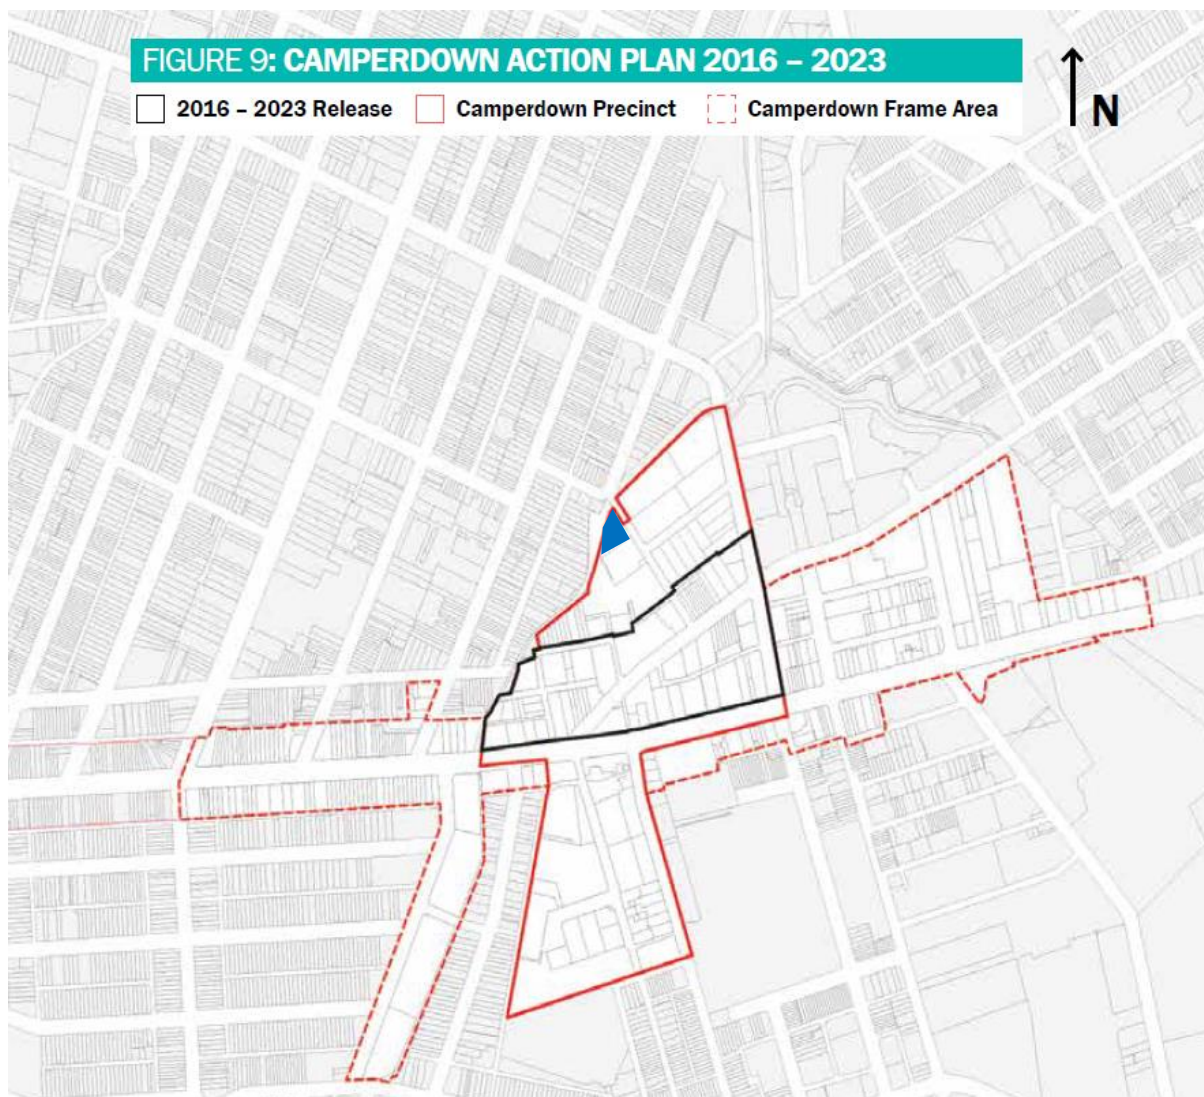 FIGURE 9: CAMPERDOWN ACTION PLAN 2016 – 2023
2016 – 2023 Release Camperdown Precinct Camperdown Frame Area
N